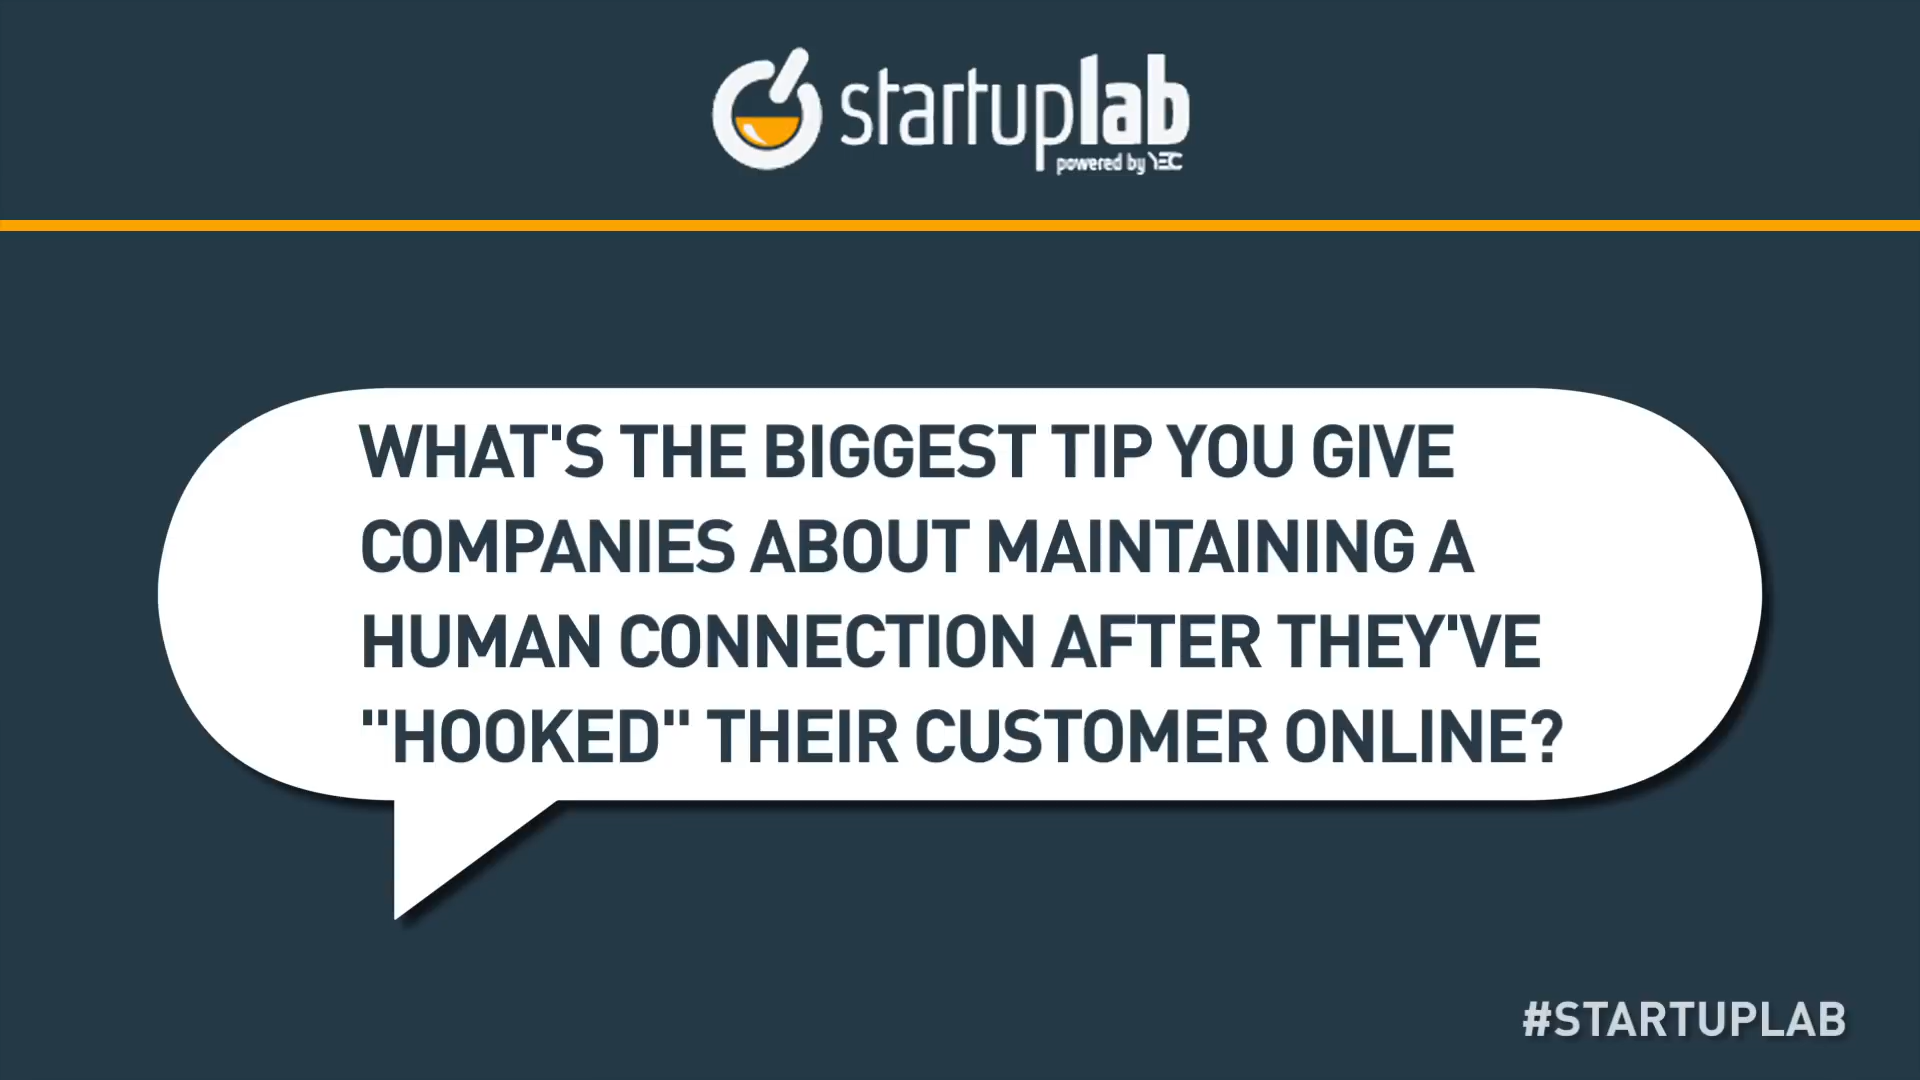 startuplab
powered by YEC
WHAT'S THE BIGGEST TIP YOU GIVE
COMPANIES ABOUT MAINTAINING A
HUMAN CONNECTION AFTER THEY'VE
"HOOKED" THEIR CUSTOMER ONLINE?
#STARTUPLAB